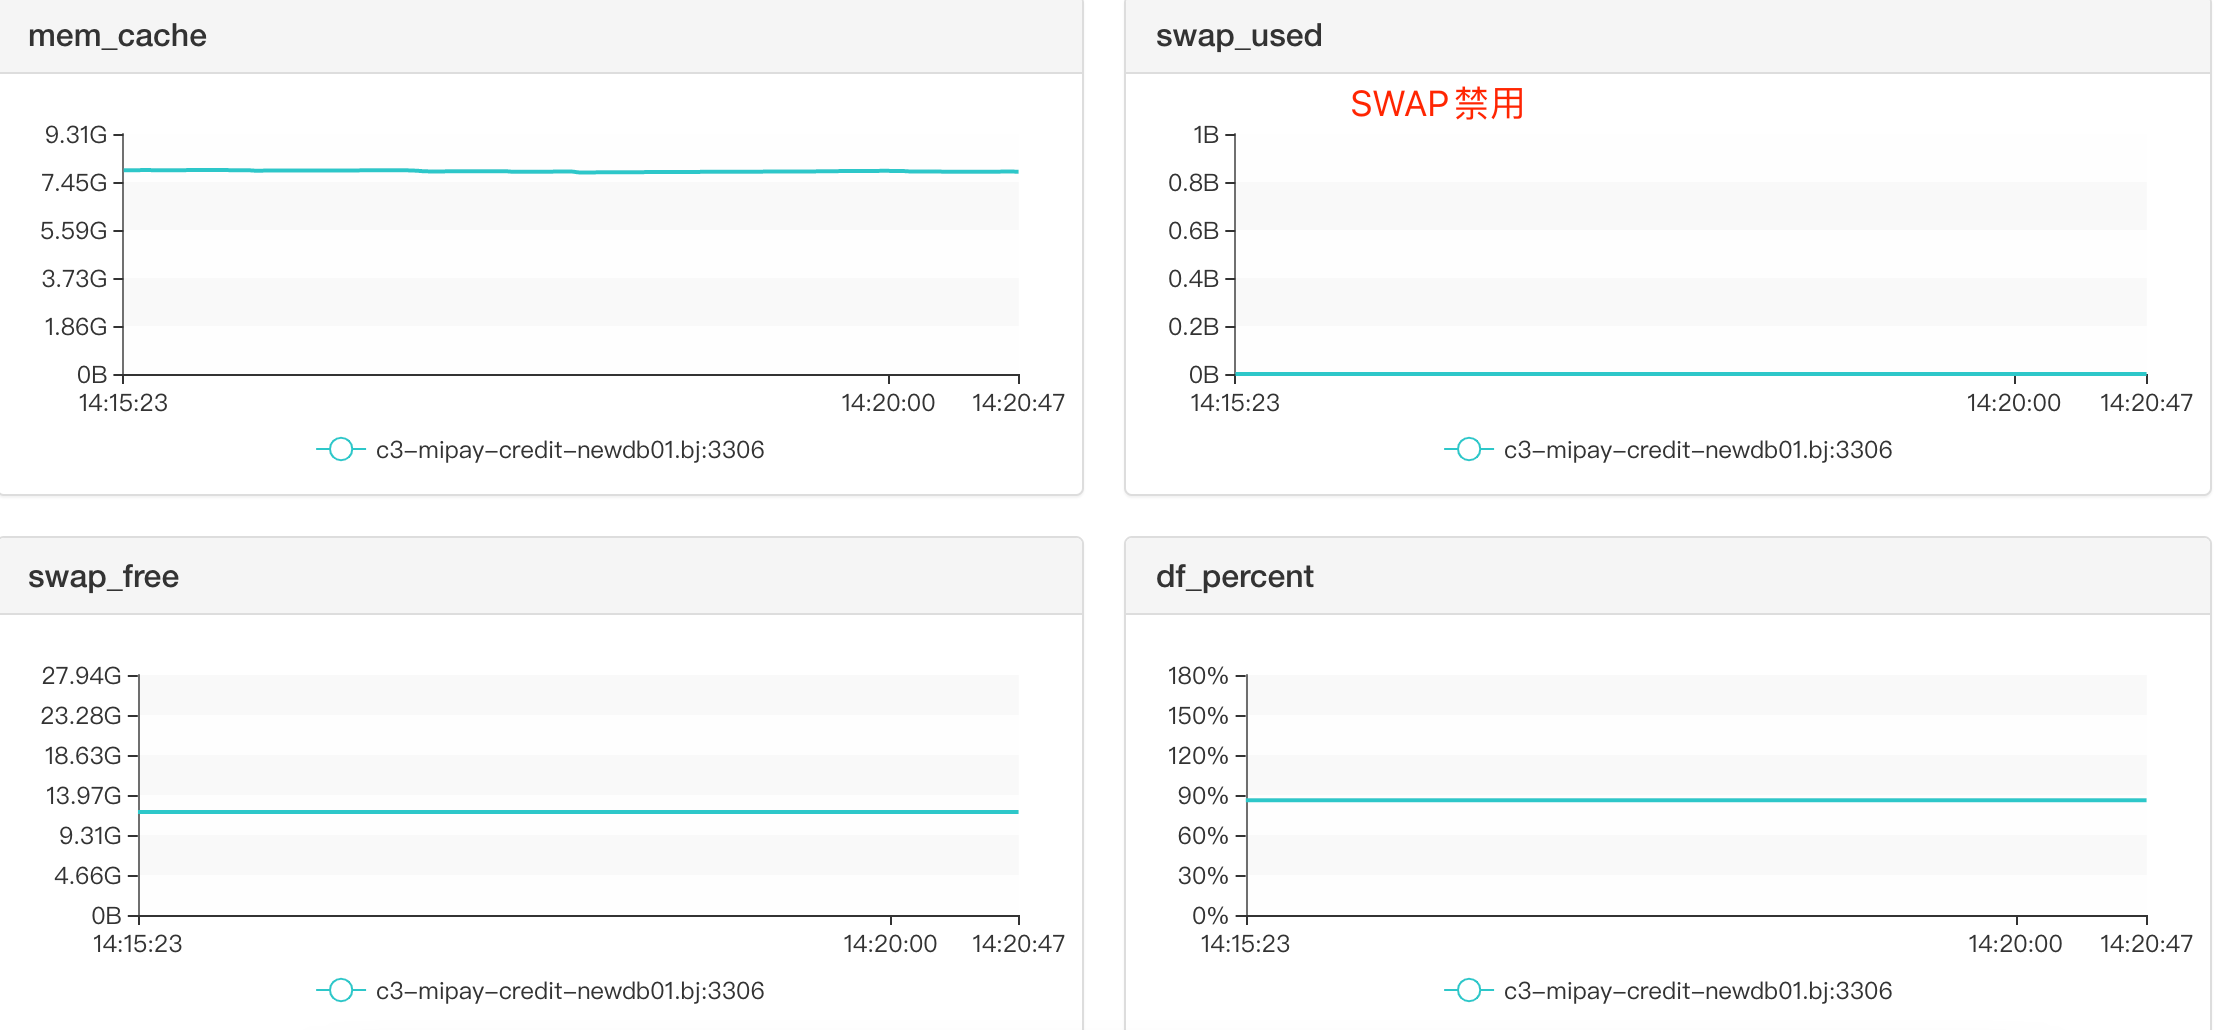 mem_cache
9.31G
7.45G
5.59G
3.73G
1.86G
0B
14:15:23
14:20:00
14:20:47
c3-mipay-credit-newdb01.bj:3306
swap_used
SWAP禁用
1B
0.8B
0.6B
0.4B
0.2B
0B
14:15:23
14:20:00
14:20:47
c3-mipay-credit-newdb01.bj:3306
swap_free
27.94G
23.28G
18.63G
13.97G
9.31G
4.66G
0B
14:15:23
14:20:00
14:20:47
c3-mipay-credit-newdb01.bj:3306
df_percent
180%
150%
120%
90%
60%
30%
0%
14:15:23
14:20:00
14:20:47
c3-mipay-credit-newdb01.bj:3306